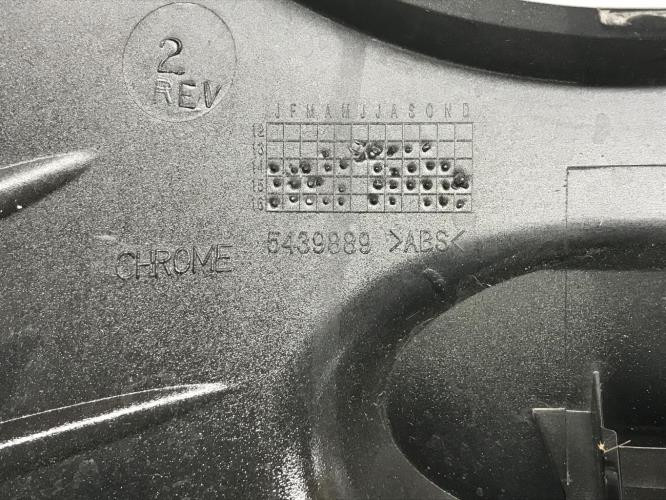 2
REV
J F M A M J J A S O N D
12
13
14
15
16
5439889 >ABS<
CHROME